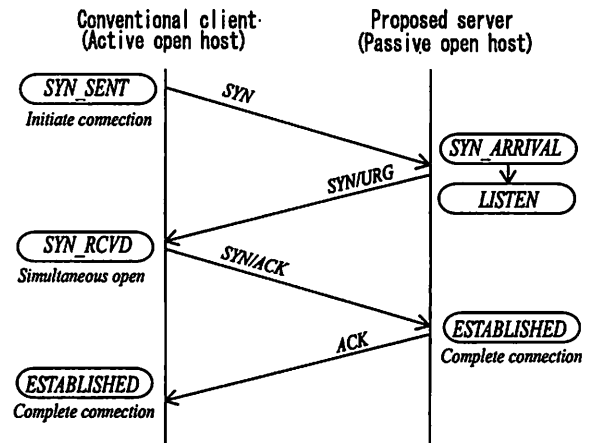 Conventional client
(Active open host)
Proposed server
(Passive open host)
SYN_SENT
Initiate connection
SYN
SYN_ARRIVAL
LISTEN
SYN/URG
SYN_RCVD
Simultaneous open
SYN/ACK
ESTABLISHED
Complete connection
ACK
ESTABLISHED
Complete connection